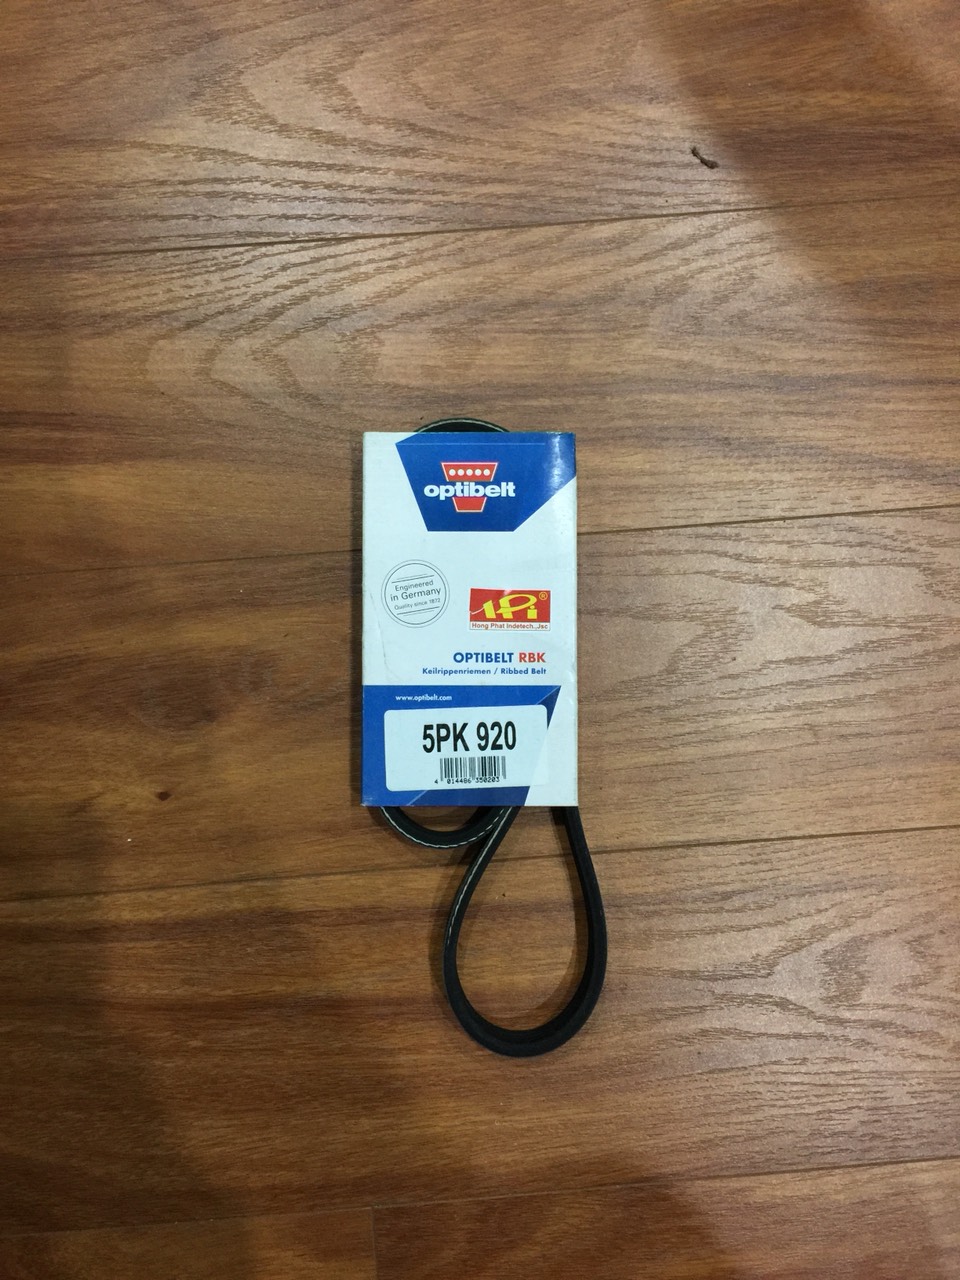 optibelt
Engineered
in Germany
Quality since 1872
HPi®
Hong Phat Indetech.,Jsc
OPTIBELT RBK
Keilrippenriemen / Ribbed Belt
www.optibelt.com
5PK 920
4 014486 350203